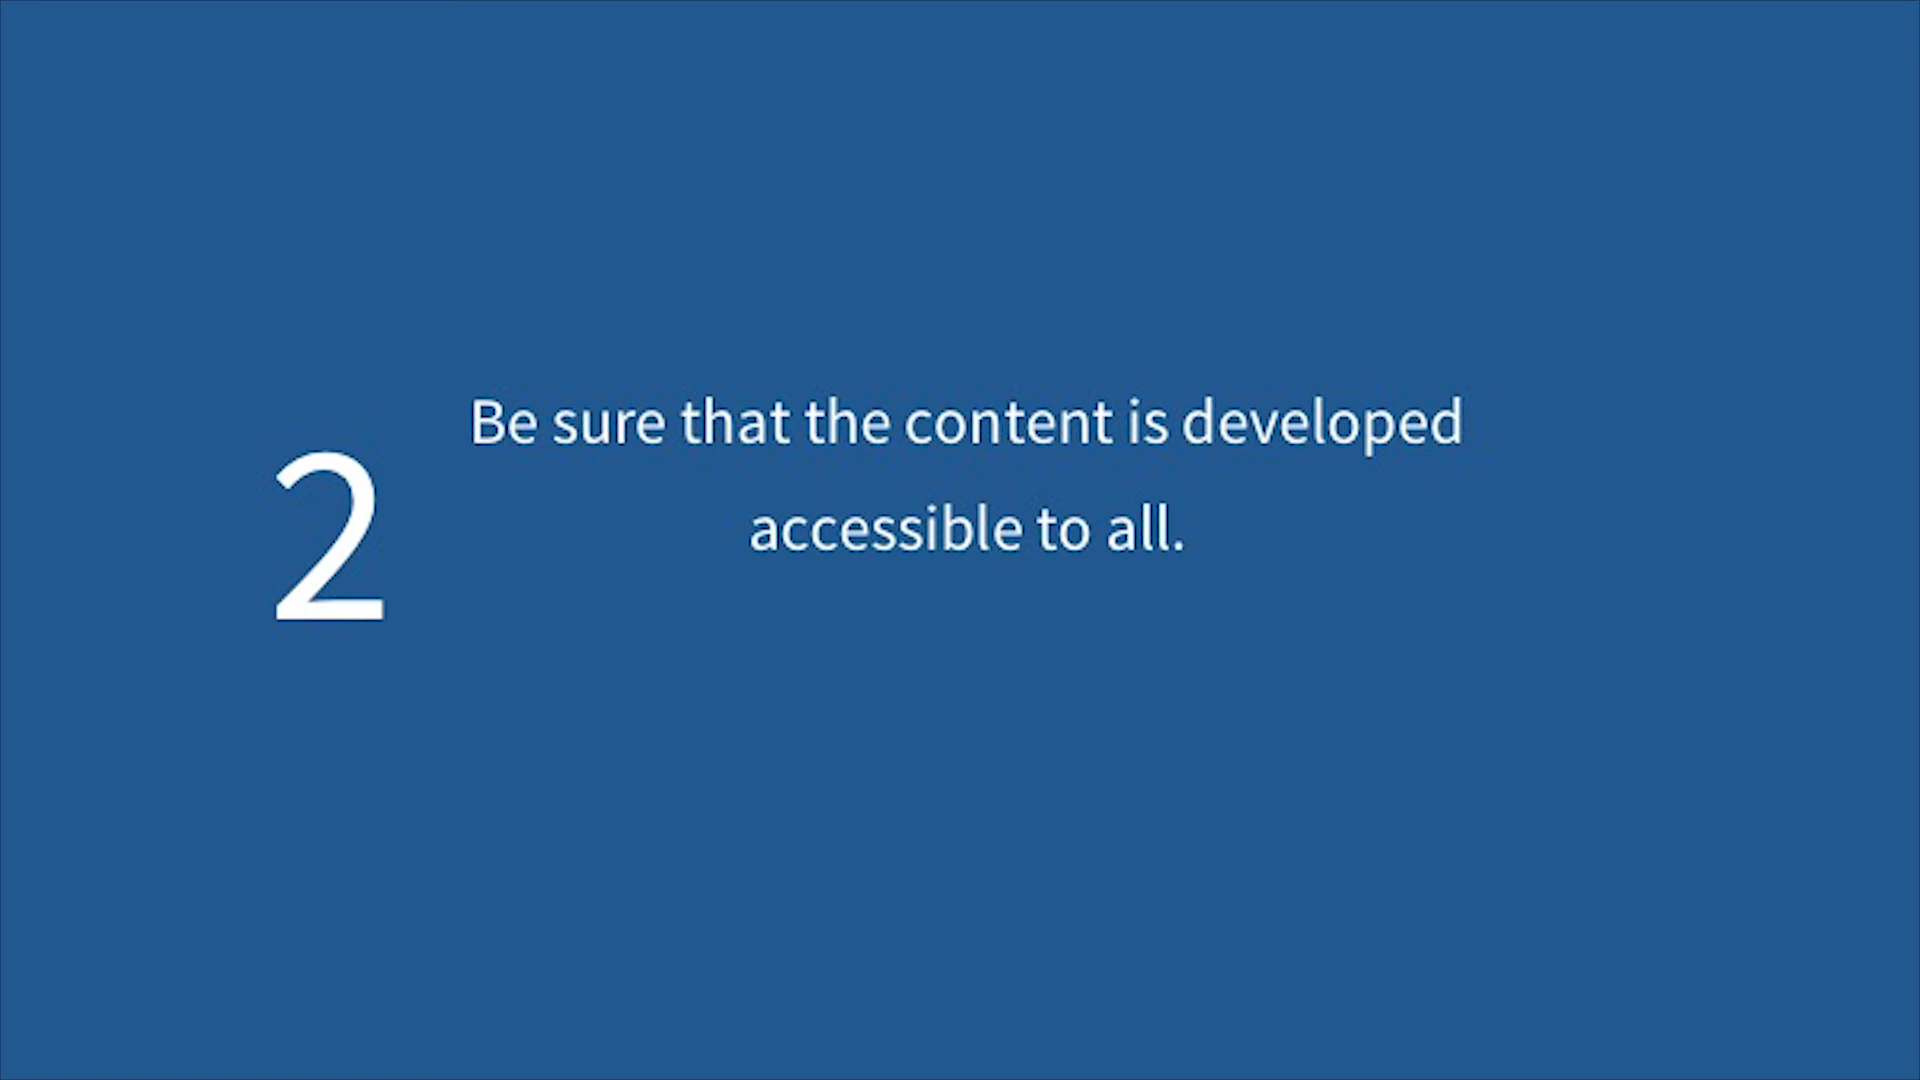 2
Be sure that the content is developed
accessible to all.